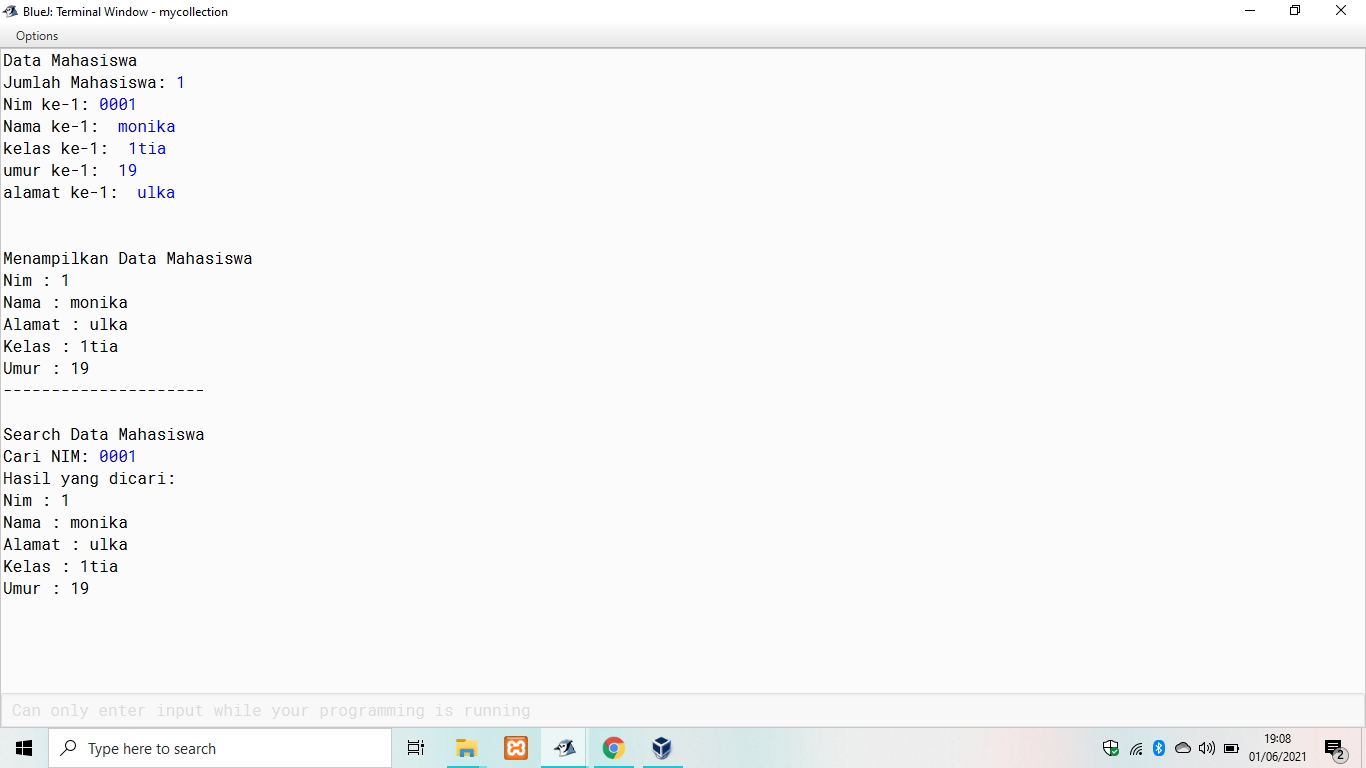 BlueJ: Terminal Window - mycollection
Options
Data Mahasiswa
Jumlah Mahasiswa: 1
Nim ke-1: 0001
Nama ke-1:  monika
kelas ke-1:  1tia
umur ke-1:  19
alamat ke-1:  ulka
Menampilkan Data Mahasiswa
Nim : 1
Nama : monika
Alamat : ulka
Kelas : 1tia
Umur : 19
---------------------
Search Data Mahasiswa
Cari NIM: 0001
Hasil yang dicari:
Nim : 1
Nama : monika
Alamat : ulka
Kelas : 1tia
Umur : 19
Can only enter input while your programming is running
Type here to search
19:08
01/06/2021
2